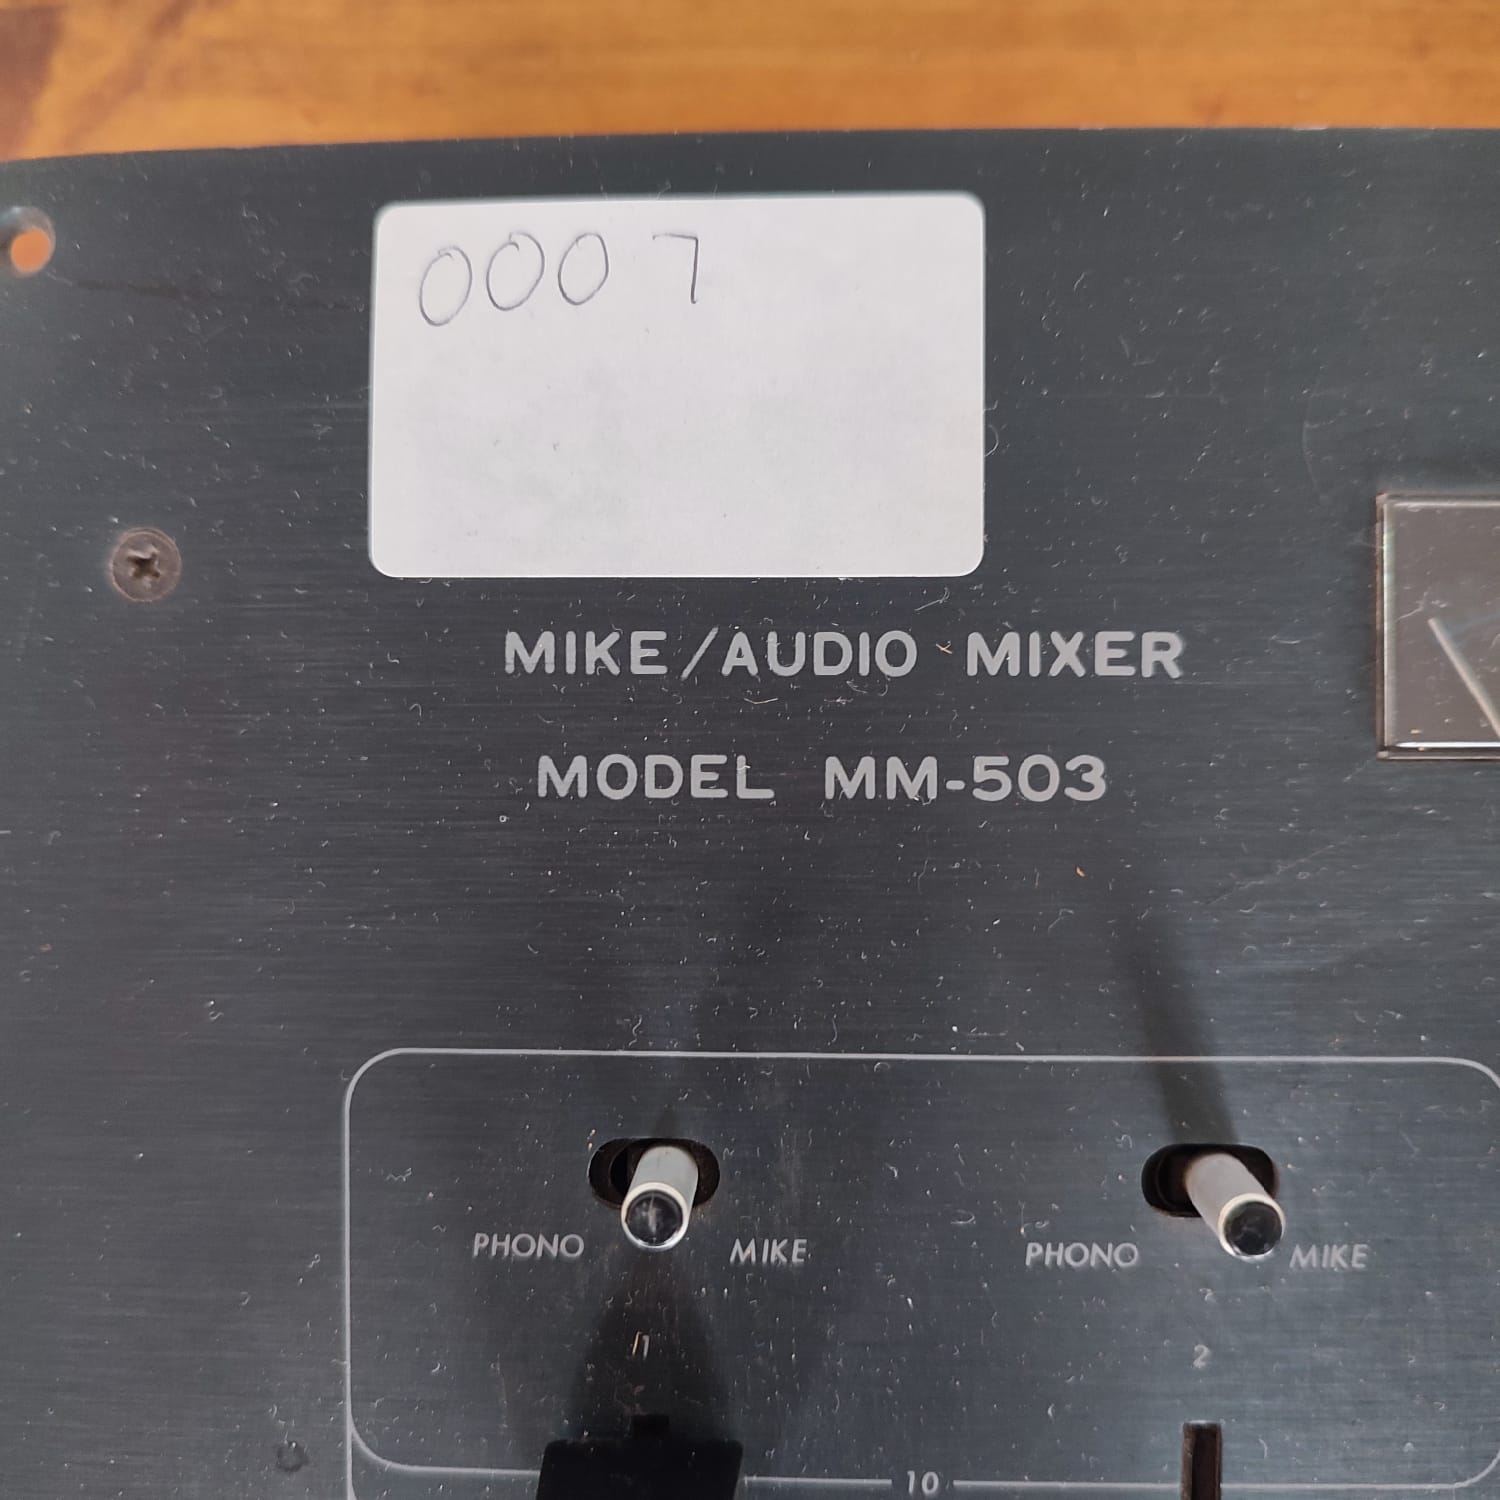 0007
MIKE/AUDIO MIXER
MODEL MM-503
PHONO MIKE PHONO MIKE
1 2
10